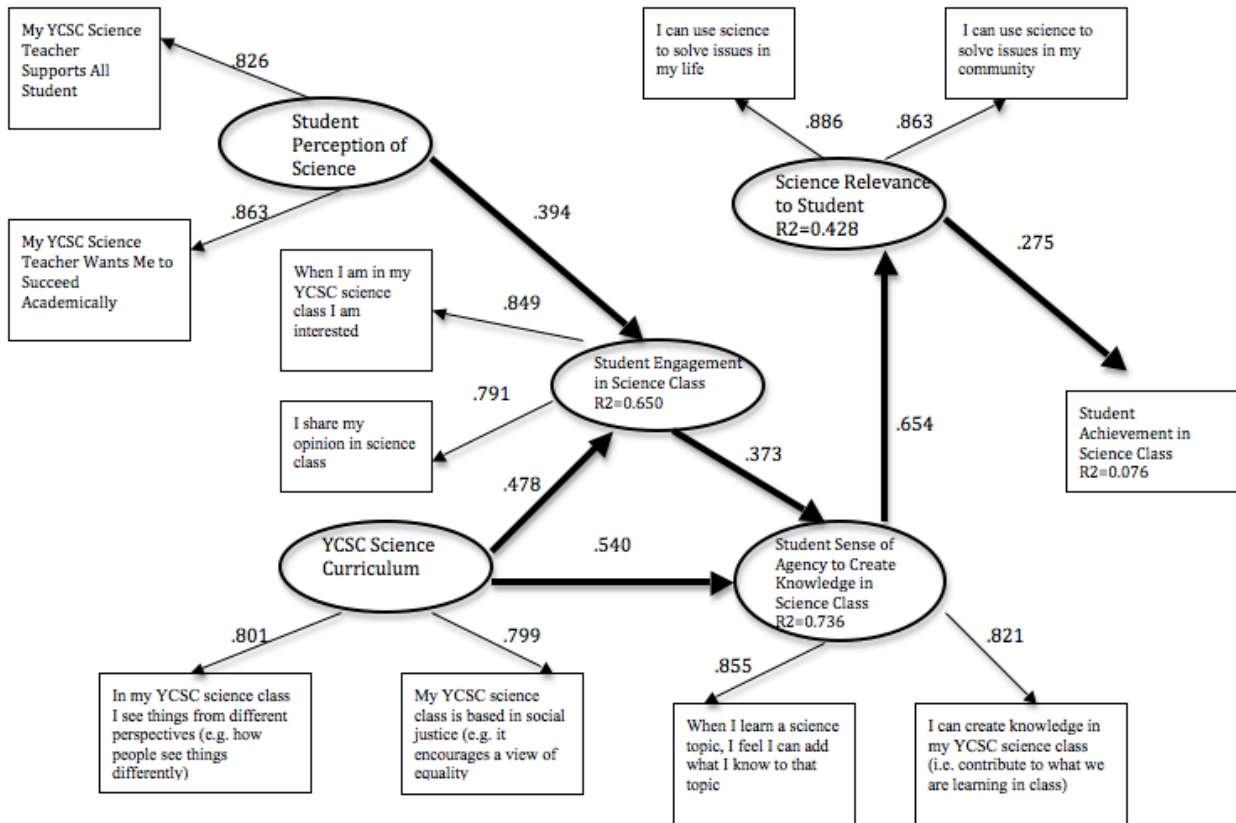 My YCSC Science
Teacher
Supports All
Student
.826
Student
Perception of
Science
.863
My YCSC Science
Teacher Wants Me to
Succeed
Academically
.394
I can use science
to solve issues in
my life
I can use science to
solve issues in my
community
.886
.863
Science Relevance
to Student
R2=0.428
.275
When I am in my
YCSC science
class I am
interested
.849
Student Engagement
in Science Class
R2=0.650
.791
I share my
opinion in science
class
.654
Student
Achievement in
Science Class
R2=0.076
.373
.478
YCSC Science
Curriculum
.540
Student Sense of
Agency to Create
Knowledge in
Science Class
R2=0.736
.801
.799
In my YCSC science class
I see things from different
perspectives (e.g. how
people see things
differently)
My YCSC science
class is based in social
justice (e.g. it
encourages a view of
equality
.855
.821
When I learn a science
topic, I feel I can add
what I know to that
topic
I can create knowledge in
my YCSC science class
(i.e. contribute to what we
are learning in class)